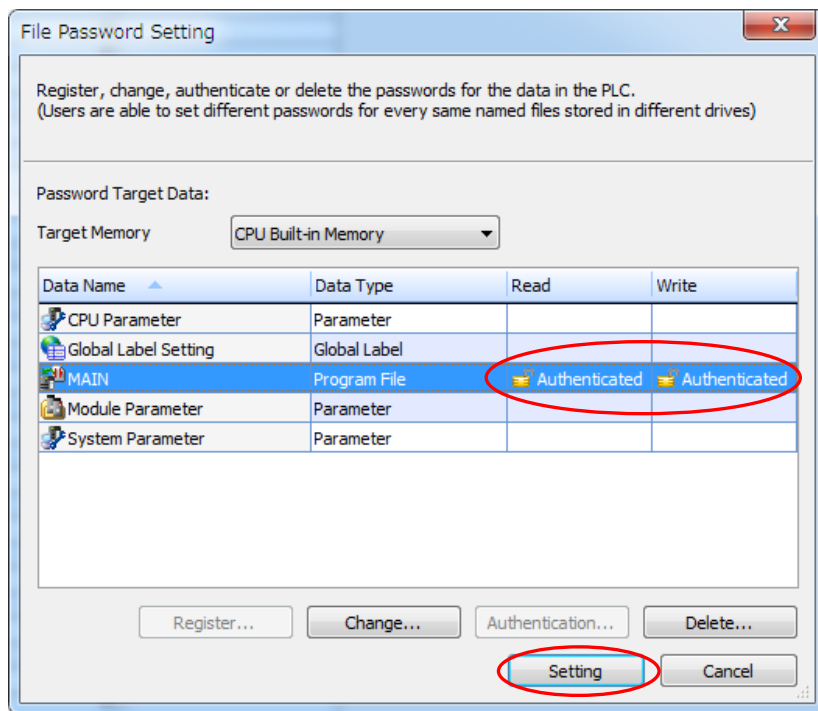 File Password Setting
Register, change, authenticate or delete the passwords for the data in the PLC.
(Users are able to set different passwords for every same named files stored in different drives)
Password Target Data:
Target Memory CPU Built-in Memory
Data Name Data Type Read Write
CPU Parameter Parameter
Global Label Setting Global Label
MAIN Program File Authenticated Authenticated
Module Parameter Parameter
System Parameter Parameter
Register... Change... Authentication... Delete...
Setting Cancel